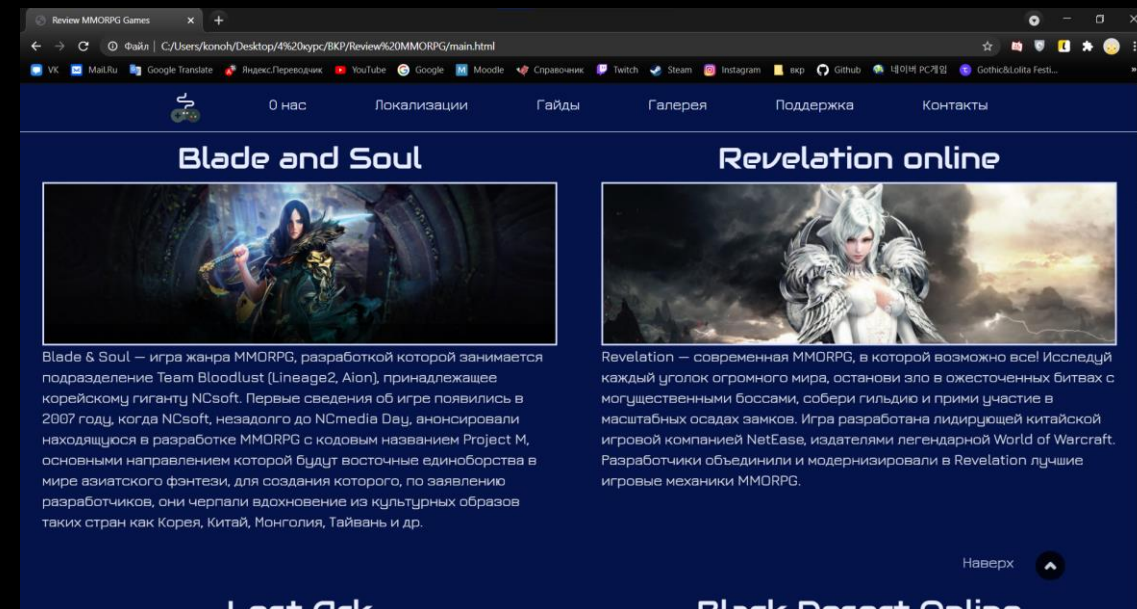 Review MMORPG Games
Файл | C:/Users/konoh/Desktop/4%20курс/ВКР/Review%20MMORPG/main.html
VK Mail.Ru Google Translate Яндекс.Переводчик YouTube Google Moodle Справочник Twitch Steam Instagram вкр Github 네이버 PC게임 Gothic&Lolita Festi...
О нас Локализации Гайды Галерея Поддержка Контакты
Blade and Soul
Blade & Soul — игра жанра MMORPG, разработкой которой занимается
подразделение Team Bloodlust (Lineage2, Aion), принадлежащее
корейскому гиганту NCsoft. Первые сведения об игре появились в
2007 году, когда NCsoft, незадолго до NCmedia Day, анонсировали
находящуюся в разработке MMORPG с кодовым названием Project M,
основными направлением которой будут восточные единоборства в
мире азиатского фэнтези, для создания которого, по заявлению
разработчиков, они черпали вдохновение из культурных образов
таких стран как Корея, Китай, Монголия, Тайвань и др.
Revelation online
Revelation — современная MMORPG, в которой возможно все! Исследуй
каждый уголок огромного мира, останови зло в ожесточенных битвах с
могущественными боссами, собери гильдию и прими участие в
масштабных осадах замков. Игра разработана лидирующей китайской
игровой компанией NetEase, издателями легендарной World of Warcraft.
Разработчики объединили и модернизировали в Revelation лучшие
игровые механики MMORPG.
Наверх
Lost Ark
Black Desert Online